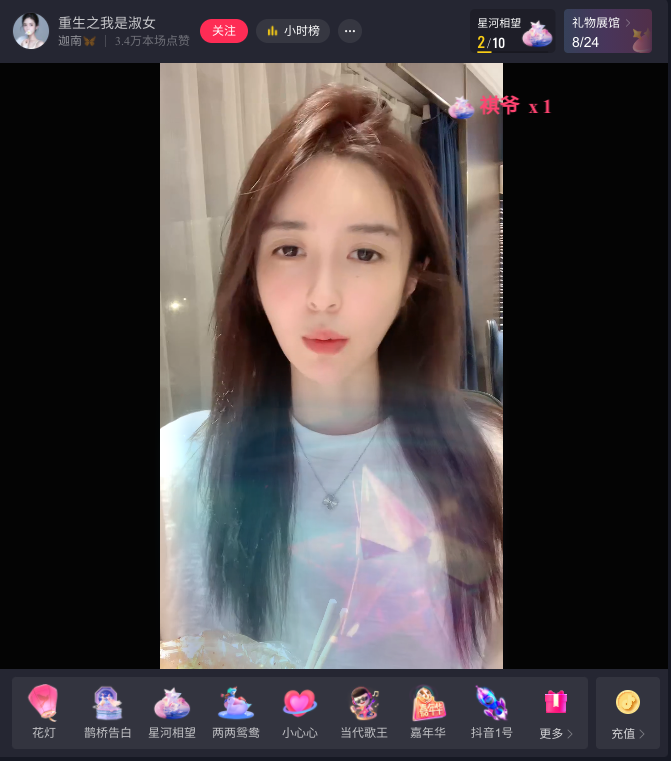 重生之我是淑女
迦南 | 3.4万本场点赞
关注
小时榜
星河相望
2/10
礼物展馆
8/24
祺爷 x 1
花灯
鹊桥告白
星河相望
两两鸳鸯
小心心
当代歌王
嘉年华
嘉年华
抖音1号
更多
充值